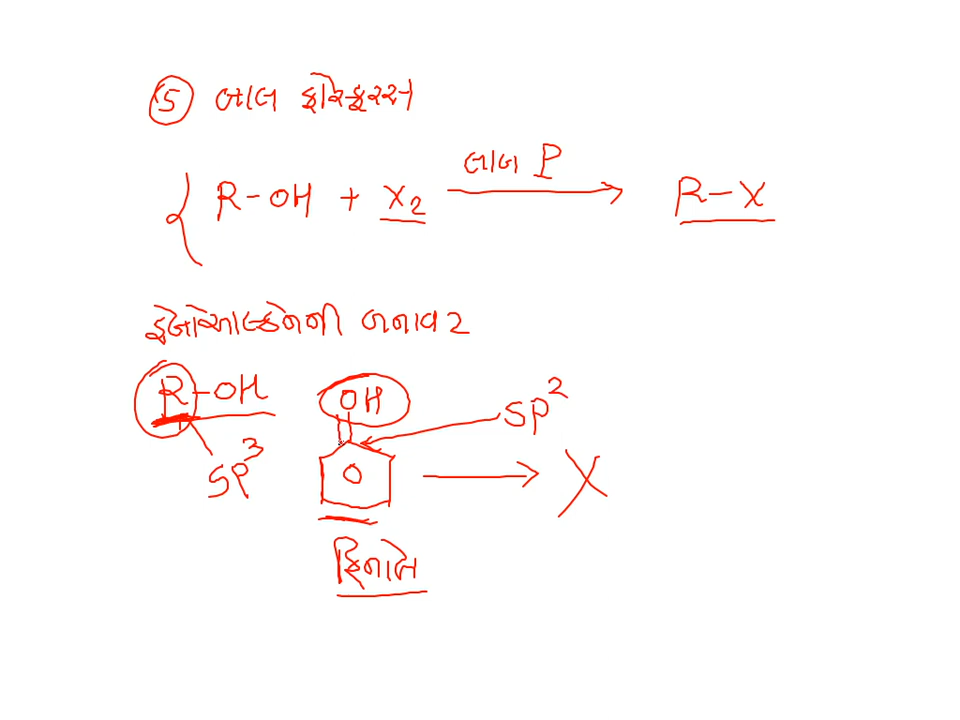 5 લાલ ફોસ્ફરસ
R-OH + X2 લાલ P → R-X
હેલોઆલ્કેનની બનાવટ
R-OH OH SP2
SP3 → X
ફિનોલ